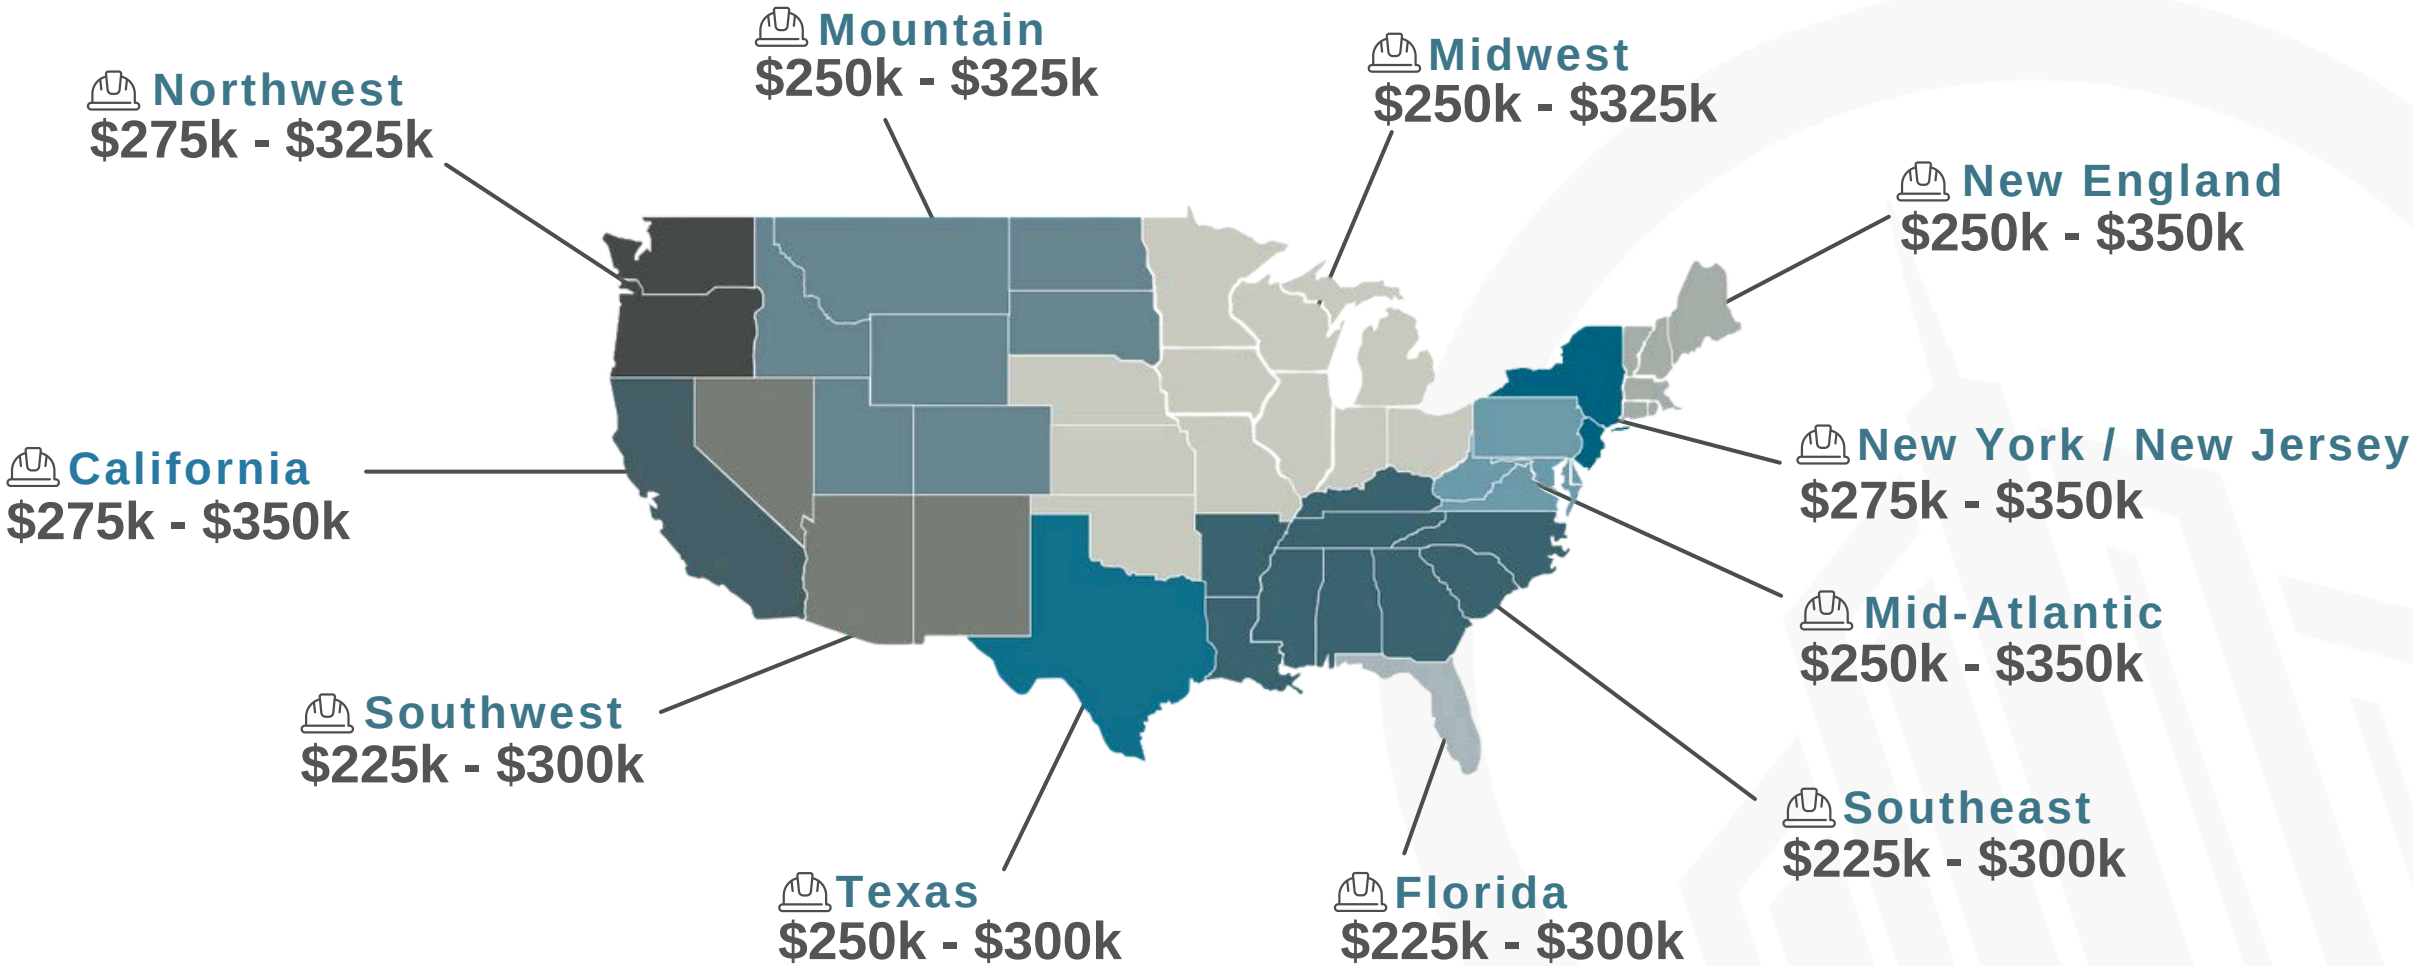 Mountain
$250k - $325k
Midwest
$250k - $325k
Northwest
$275k - $325k
New England
$250k - $350k
California
$275k - $350k
New York / New Jersey
$275k - $350k
Mid-Atlantic
$250k - $350k
Southwest
$225k - $300k
Southeast
$225k - $300k
Texas
$250k - $300k
Florida
$225k - $300k